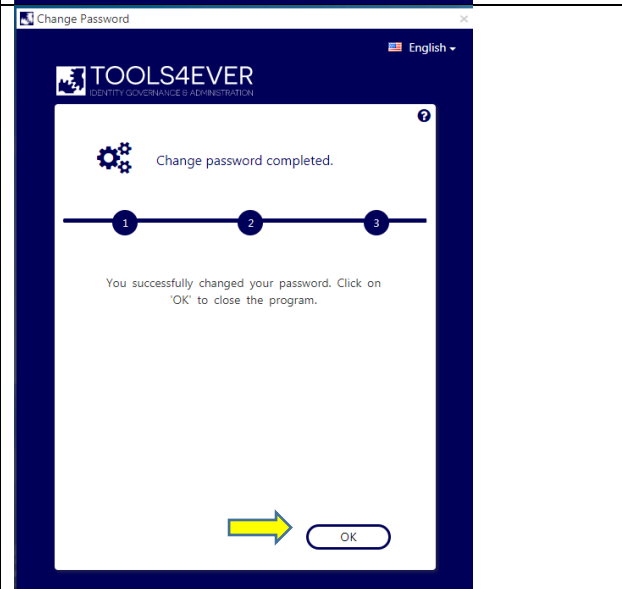 Change Password
English
TOOLS4EVER
IDENTITY GOVERNANCE & ADMINISTRATION
?
Change password completed.
1 2 3
You successfully changed your password. Click on
'OK' to close the program.
OK